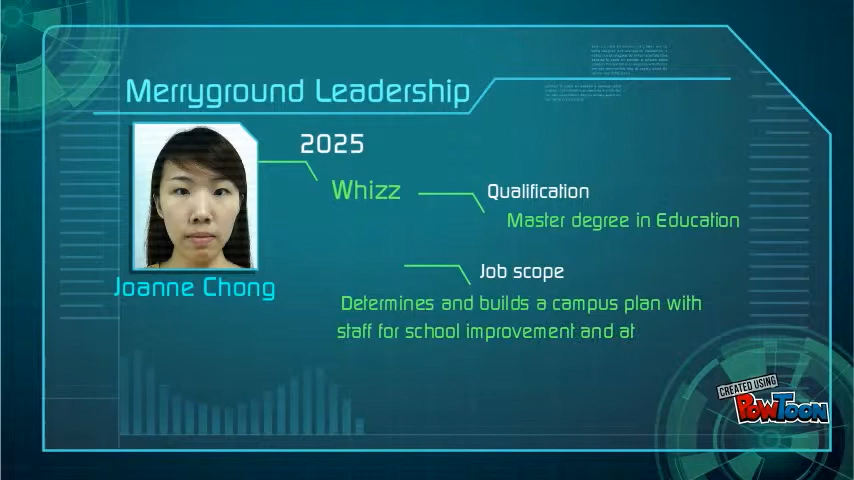 Merryground Leadership
2025
Whizz
Qualification
Master degree in Education
Joanne Chong
Job scope
Determines and builds a campus plan with
staff for school improvement and at
CREATED USING
POWTOON